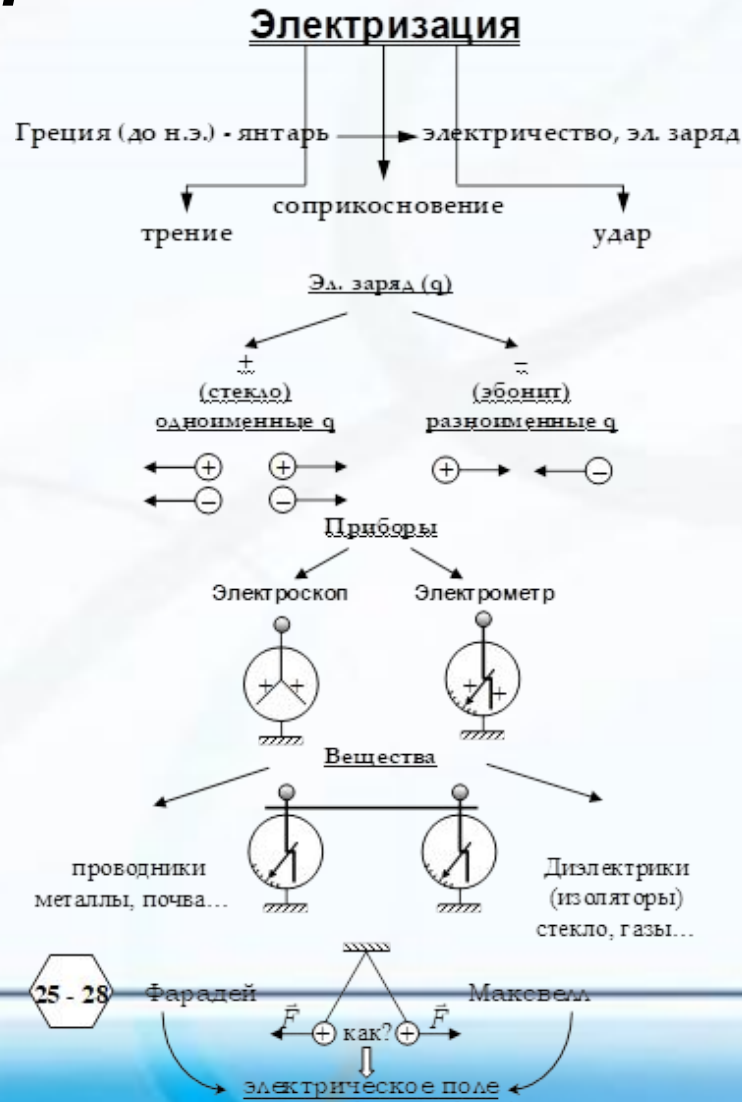 Электризация
Греция (до н.э.) - янтарь электричество, эл. заряд
соприкосновение
трение удар
Эл. заряд (q)
+ −
(стекло) (эбонит)
одноименные q разноименные q
+ + + −
− −
Приборы
Электроскоп Электрометр
+ + + +
Вещества
проводники Диэлектрики
металлы, почва... (изоляторы)
стекло, газы...
25 - 28 Фарадей Максвелл
F⃗ + как? + F⃗
электрическое поле